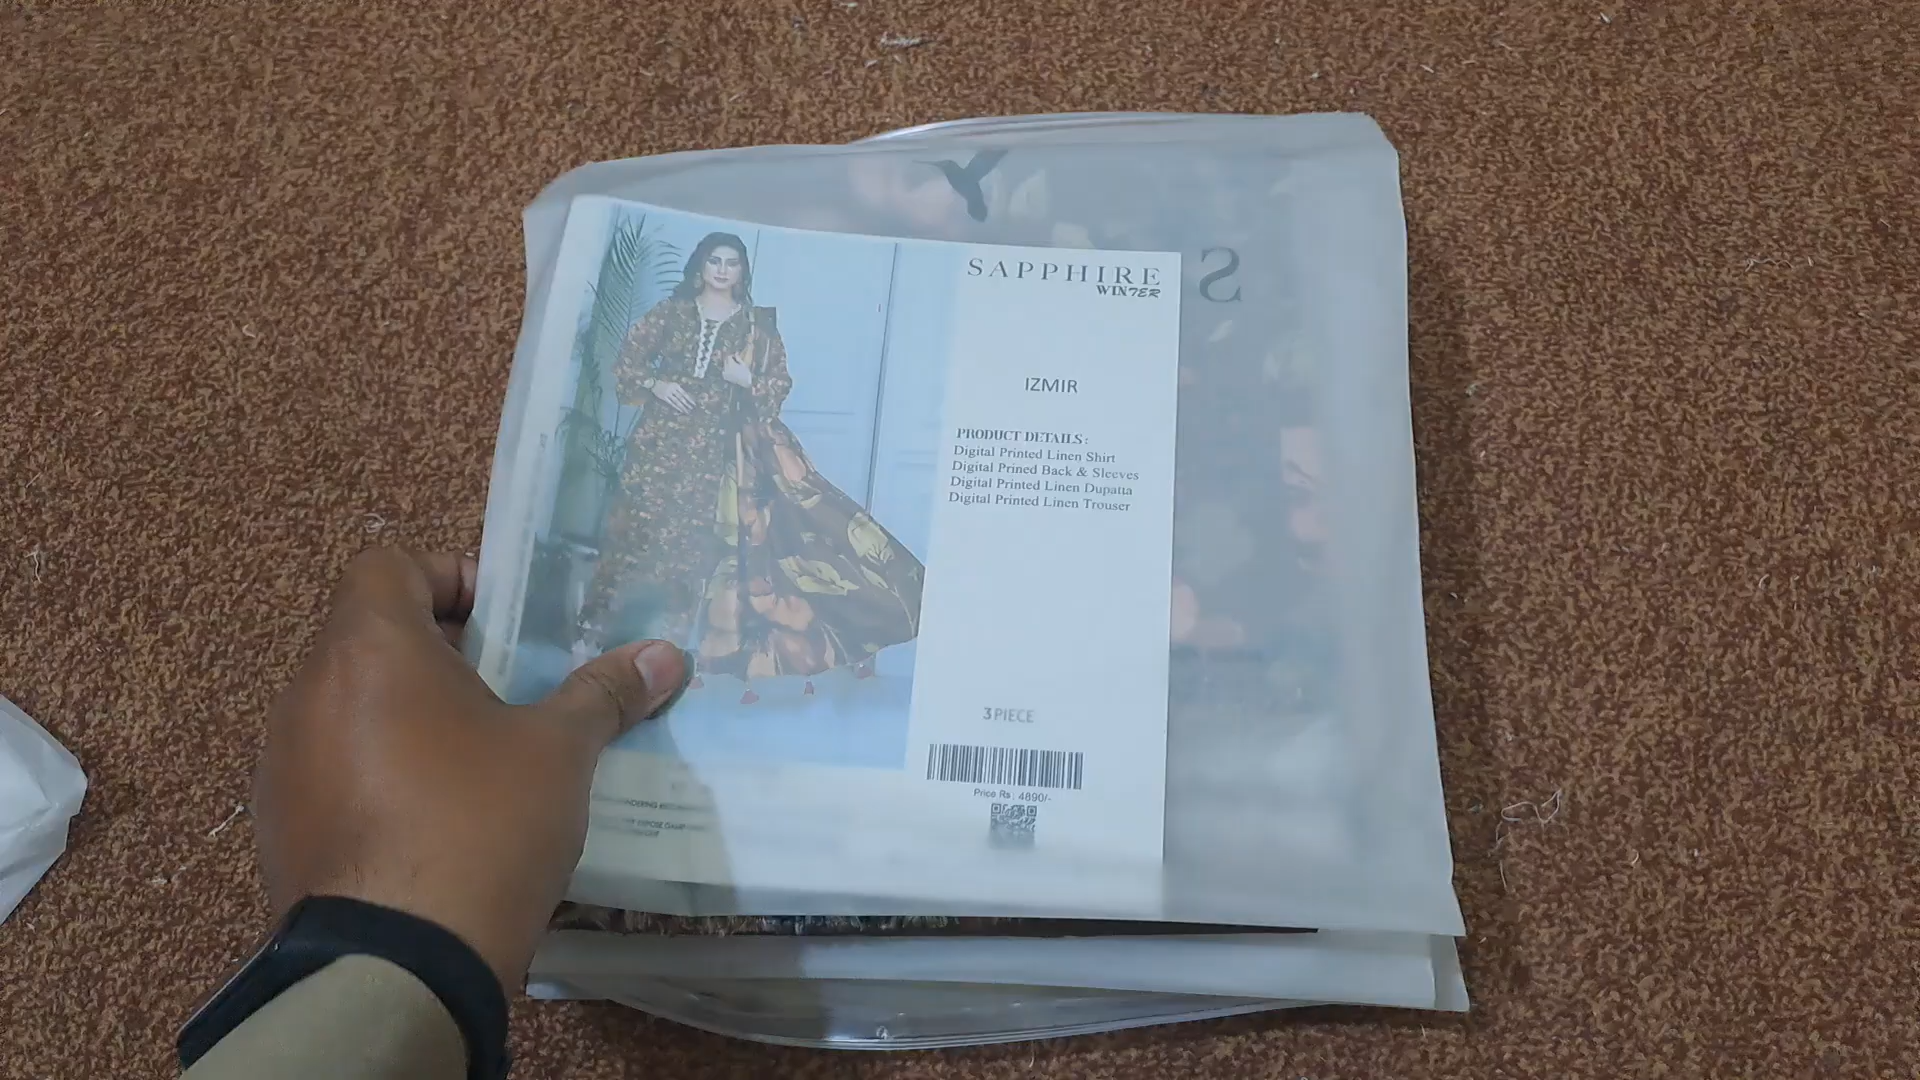 SAPPHIRE
WINTER
S
IZMIR
PRODUCT DETAILS:
Digital Printed Linen Shirt
Digital Prined Back & Sleeves
Digital Printed Linen Dupatta
Digital Printed Linen Trouser
3 PIECE
Price Rs: 4890/-